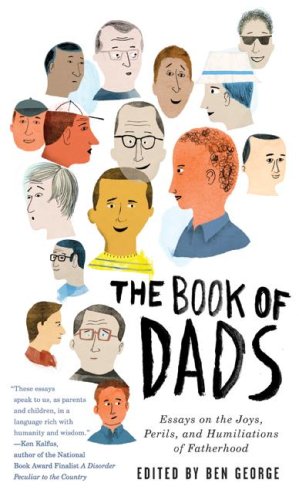 THE BOOK OF
DADS
Essays on the Joys,
Perils, and Humiliations
of Fatherhood
EDITED BY BEN GEORGE
"These essays
speak to us, as parents
and children, in a
language rich with
humanity and wisdom."
—Ken Kalfus,
author of the National
Book Award Finalist A Disorder
Peculiar to the Country